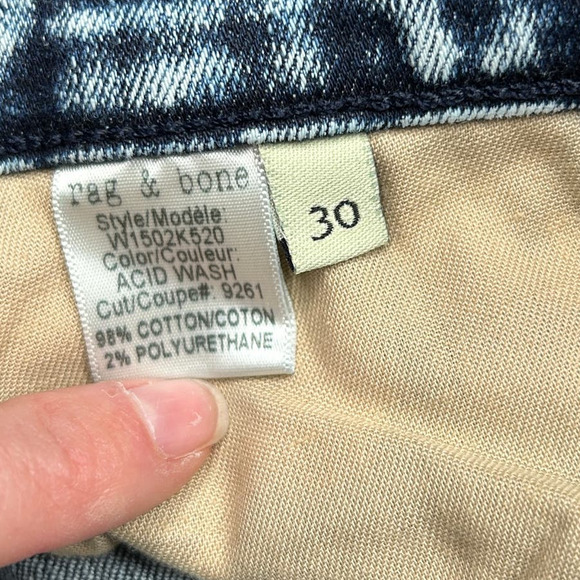 rag & bone
Style/Modèle:
W1502K520
Color/Couleur:
ACID WASH
Cut/Coupe#: 9261
98% COTTON/COTON
2% POLYURETHANE
30